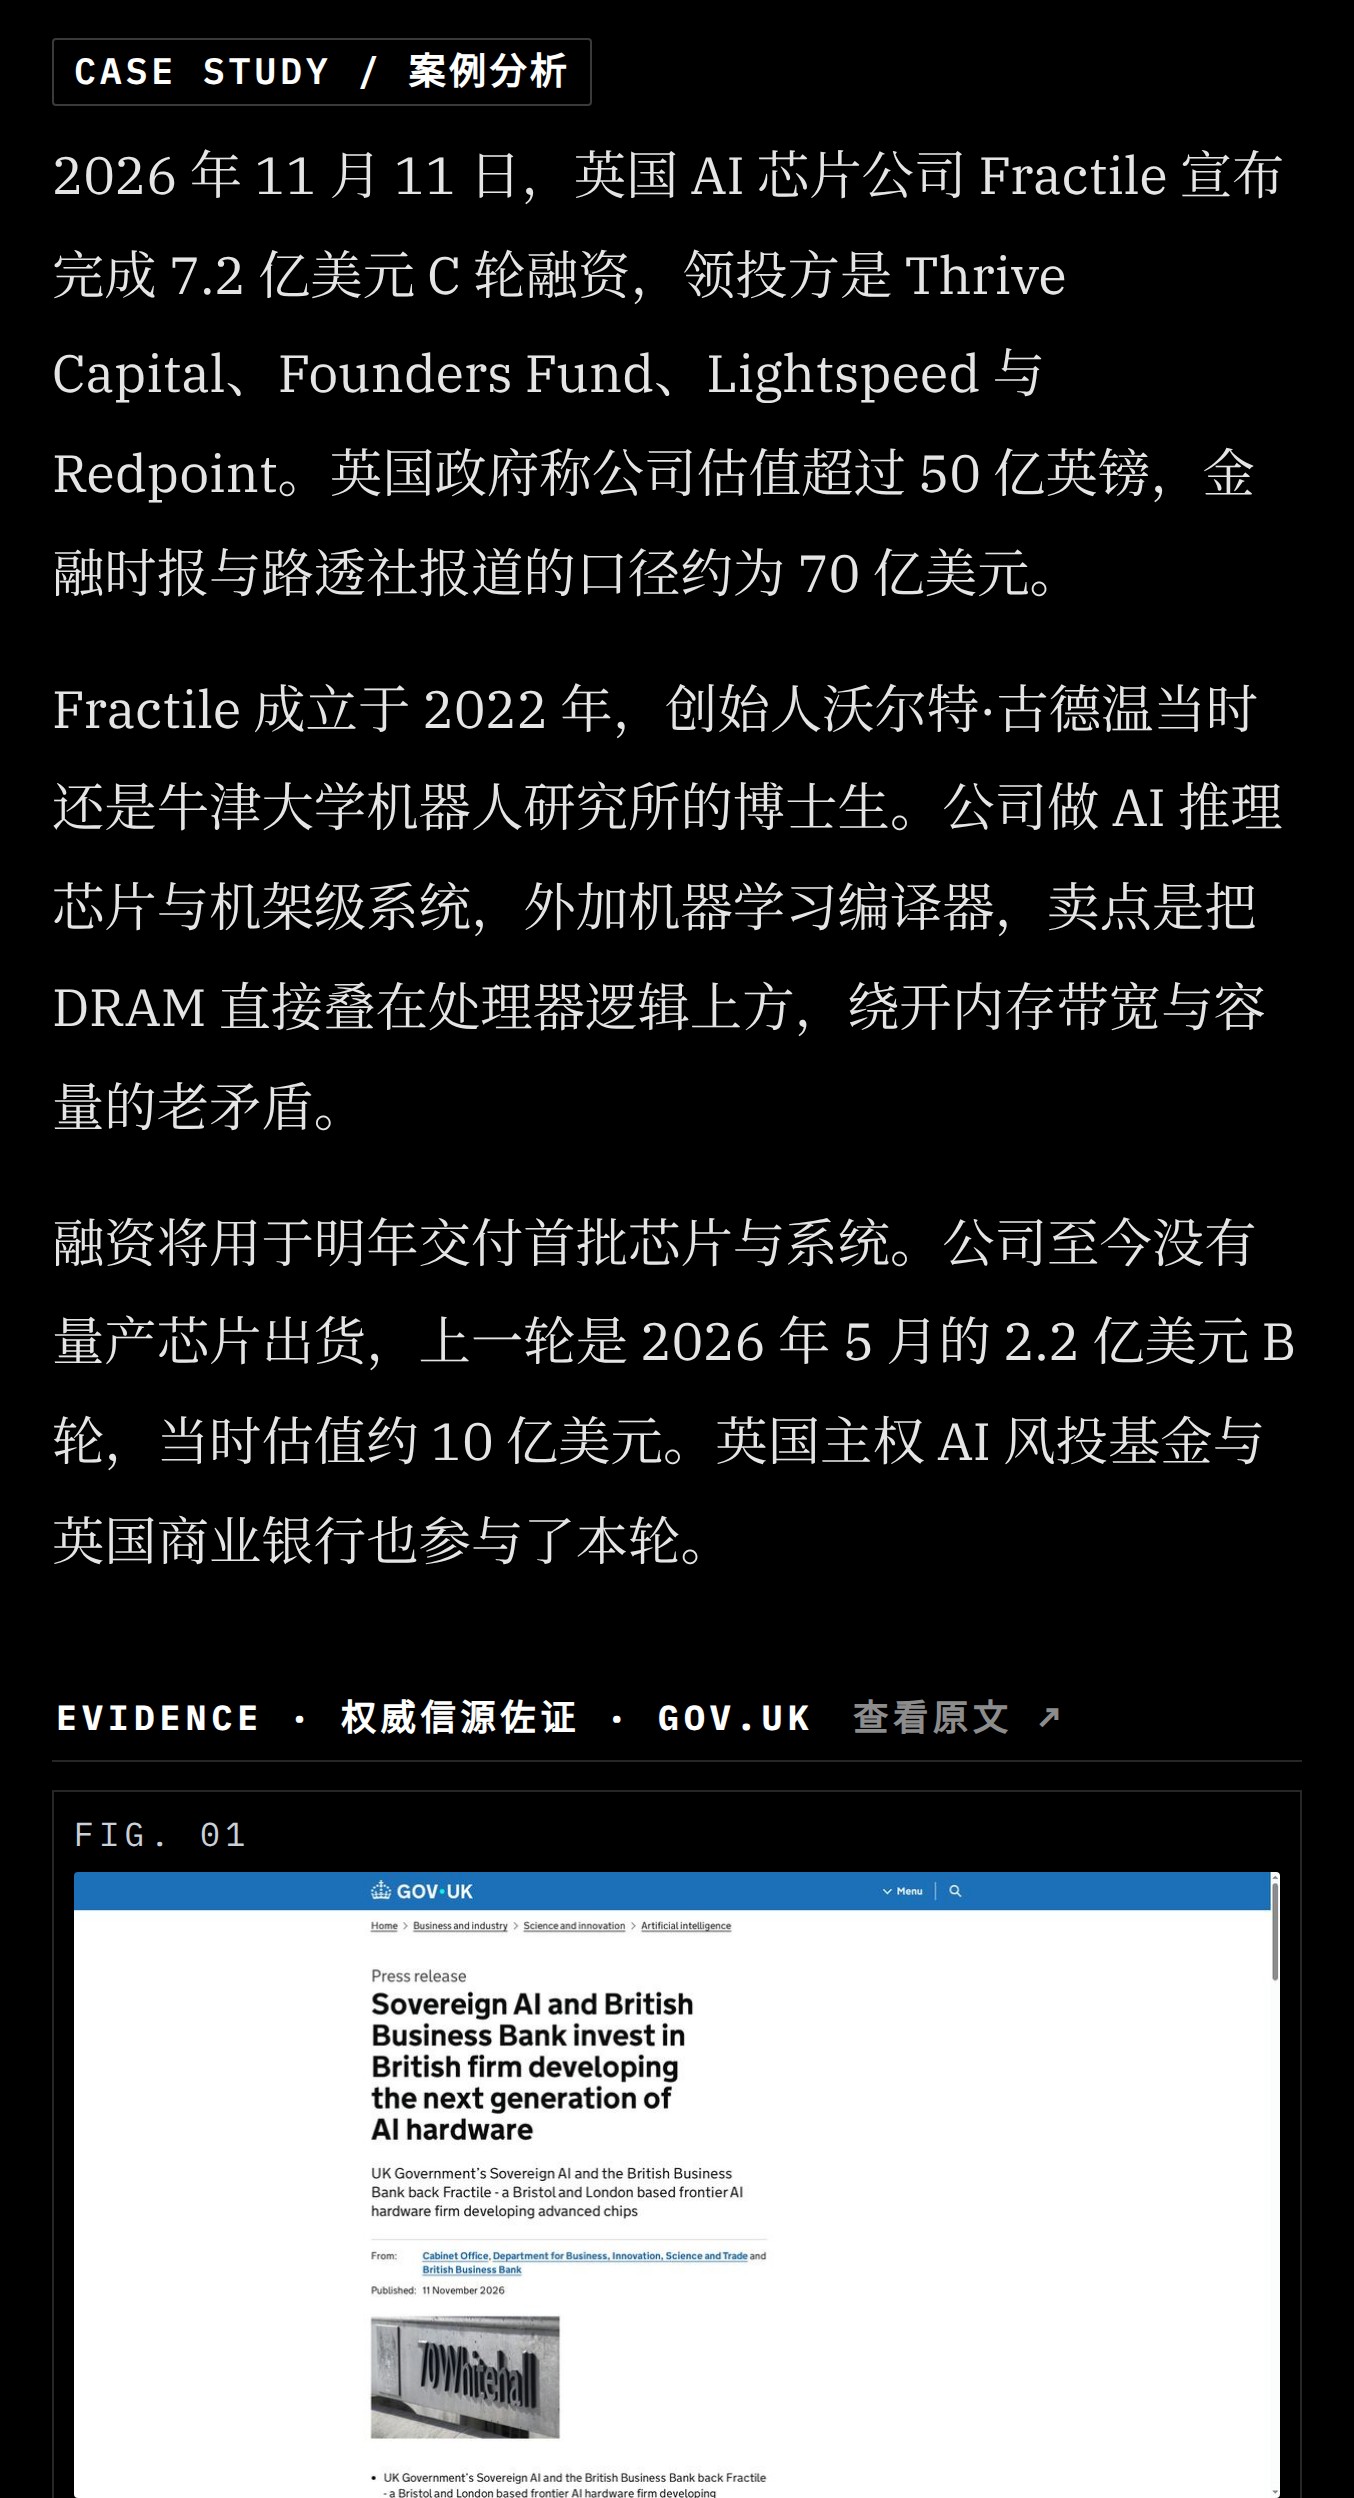 CASE STUDY / 案例分析
2026 年 11 月 11 日，英国 AI 芯片公司 Fractile 宣布
完成 7.2 亿美元 C 轮融资，领投方是 Thrive
Capital、Founders Fund、Lightspeed 与
Redpoint。英国政府称公司估值超过 50 亿英镑，金
融时报与路透社报道的口径约为 70 亿美元。
Fractile 成立于 2022 年，创始人沃尔特·古德温当时
还是牛津大学机器人研究所的博士生。公司做 AI 推理
芯片与机架级系统，外加机器学习编译器，卖点是把
DRAM 直接叠在处理器逻辑上方，绕开内存带宽与容
量的老矛盾。
融资将用于明年交付首批芯片与系统。公司至今没有
量产芯片出货，上一轮是 2026 年 5 月的 2.2 亿美元 B
轮，当时估值约 10 亿美元。英国主权 AI 风投基金与
英国商业银行也参与了本轮。
EVIDENCE · 权威信源佐证 · GOV.UK 查看原文 ↗
FIG. 01
GOV·UK Menu
Home > Business and industry > Science and innovation > Artificial intelligence
Press release
Sovereign AI and British
Business Bank invest in
British firm developing
the next generation of
AI hardware
UK Government's Sovereign AI and the British Business
Bank back Fractile - a Bristol and London based frontier AI
hardware firm developing advanced chips
From: Cabinet Office, Department for Business, Innovation, Science and Trade and
British Business Bank
Published: 11 November 2026
70 Whitehall
• UK Government's Sovereign AI and the British Business Bank back Fractile
- a Bristol and London based frontier AI hardware firm developing